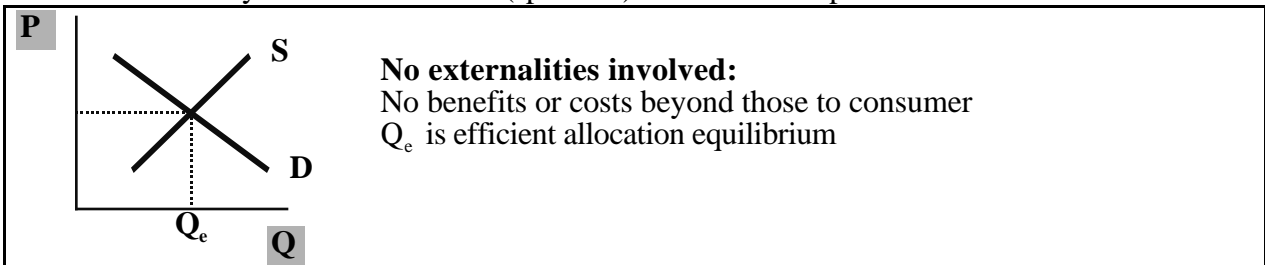 P
S
No externalities involved:
No benefits or costs beyond those to consumer
Qe is efficient allocation equilibrium
D
Qe
Q